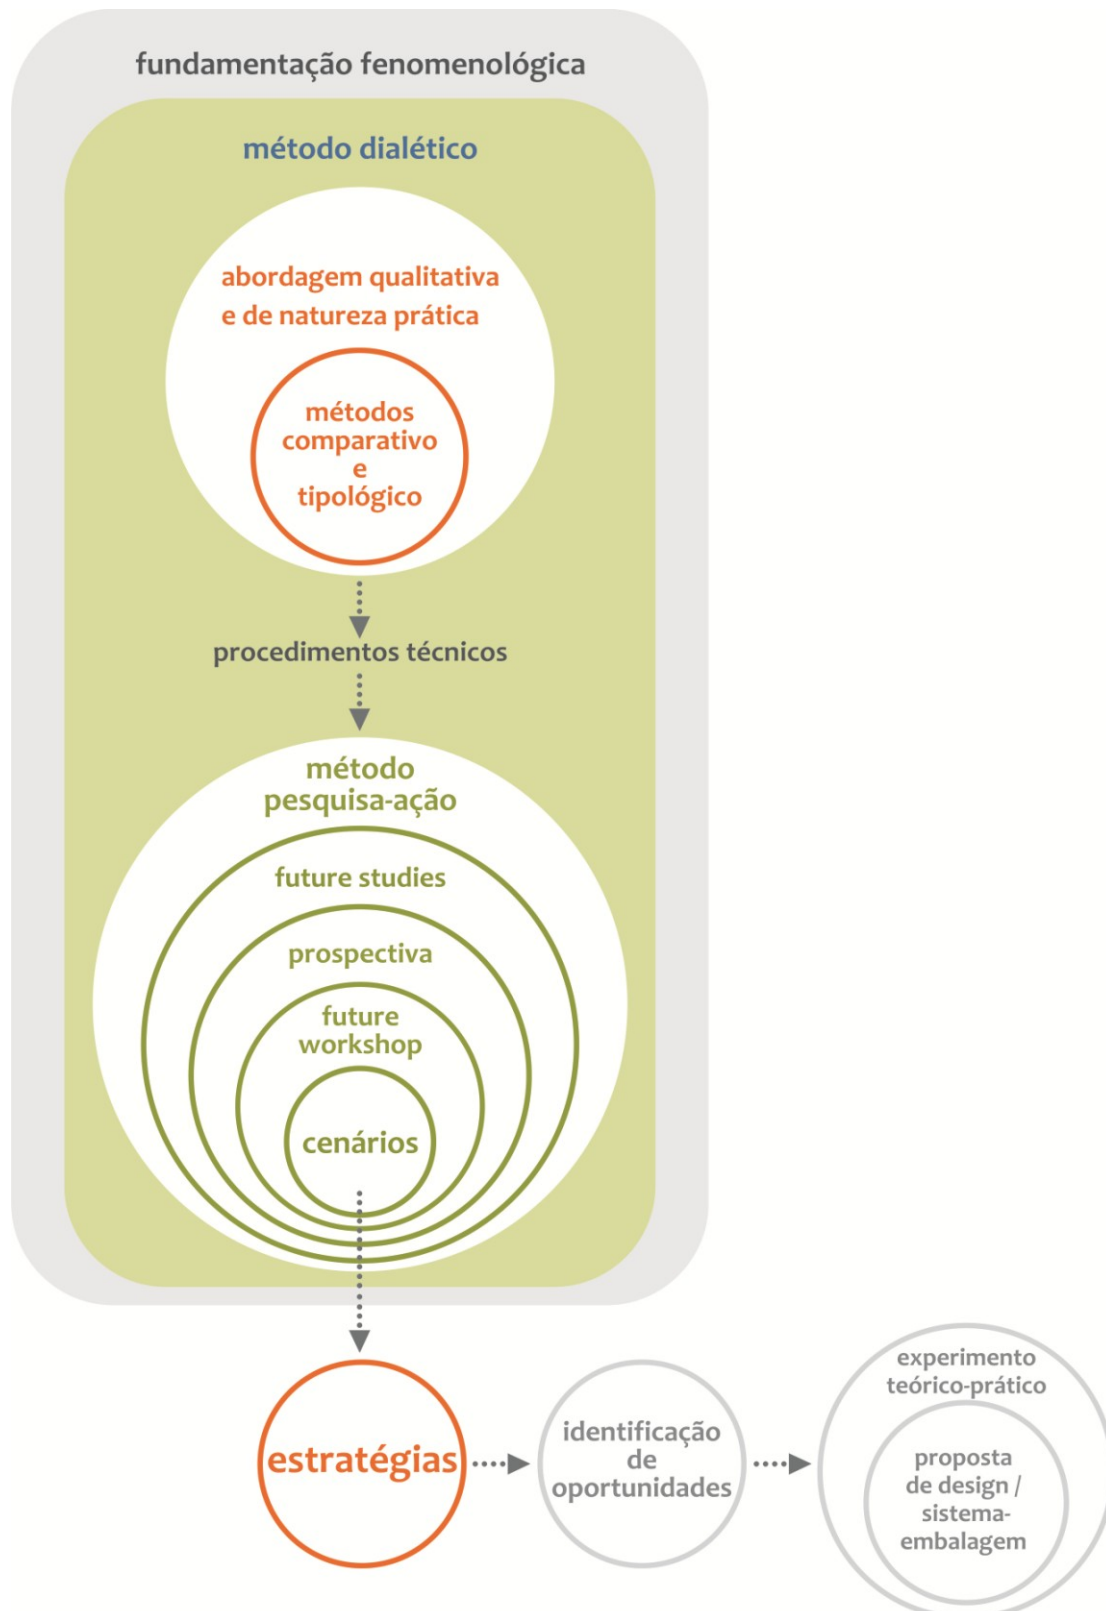 fundamentação fenomenológica
método dialético
abordagem qualitativa
e de natureza prática
métodos
comparativo
e
tipológico
procedimentos técnicos
método
pesquisa-ação
future studies
prospectiva
future
workshop
cenários
estratégias
identificação
de
oportunidades
experimento
teórico-prático
proposta
de design /
sistema-
embalagem